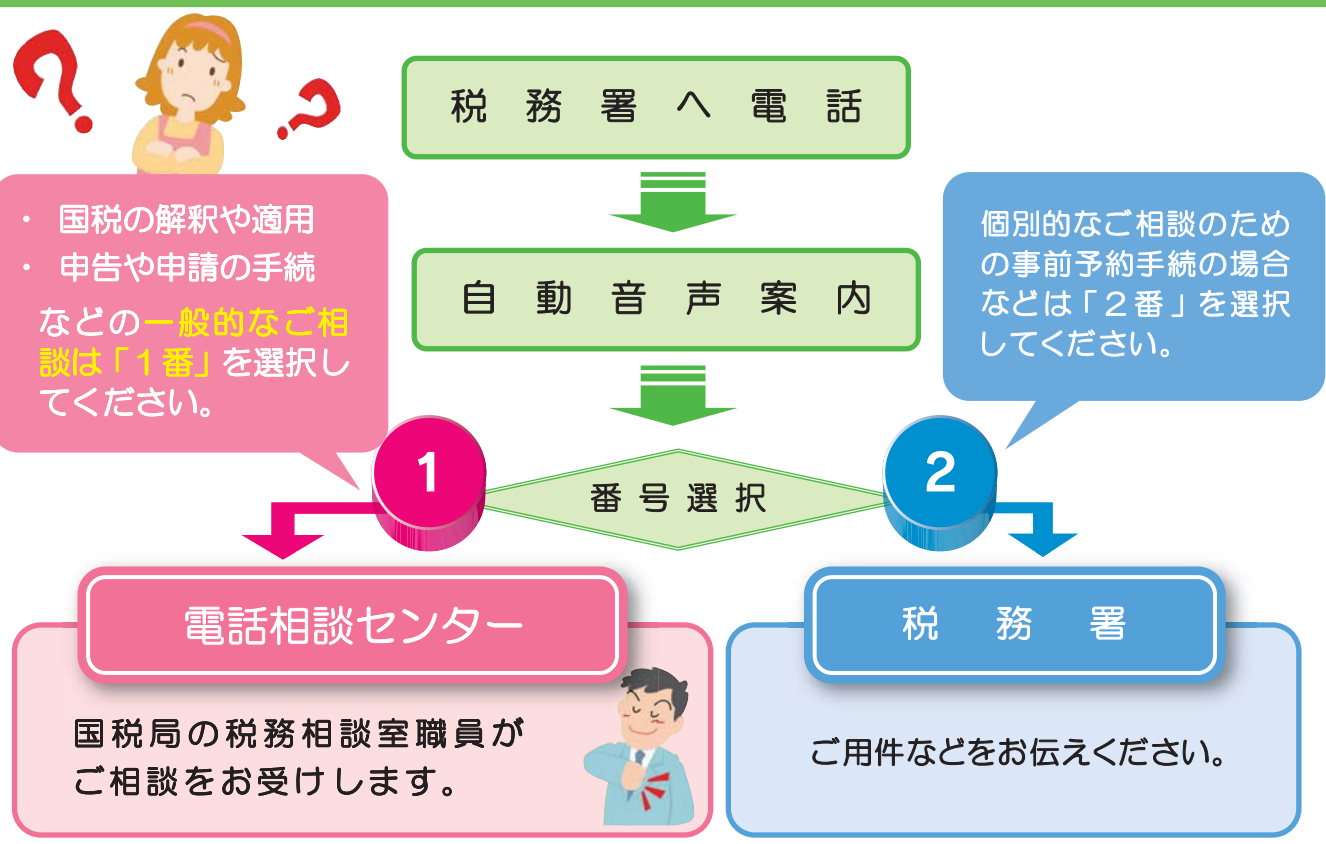 税務署へ電話
・ 国税の解釈や適用
・ 申告や申請の手続
などの一般的なご相
談は「1番」を選択し
てください。
自動音声案内
個別的なご相談のため
の事前予約手続の場合
などは「2番」を選択
してください。
1
番号選択
2
電話相談センター
国税局の税務相談室職員が
ご相談をお受けします。
税務署
ご用件などをお伝えください。